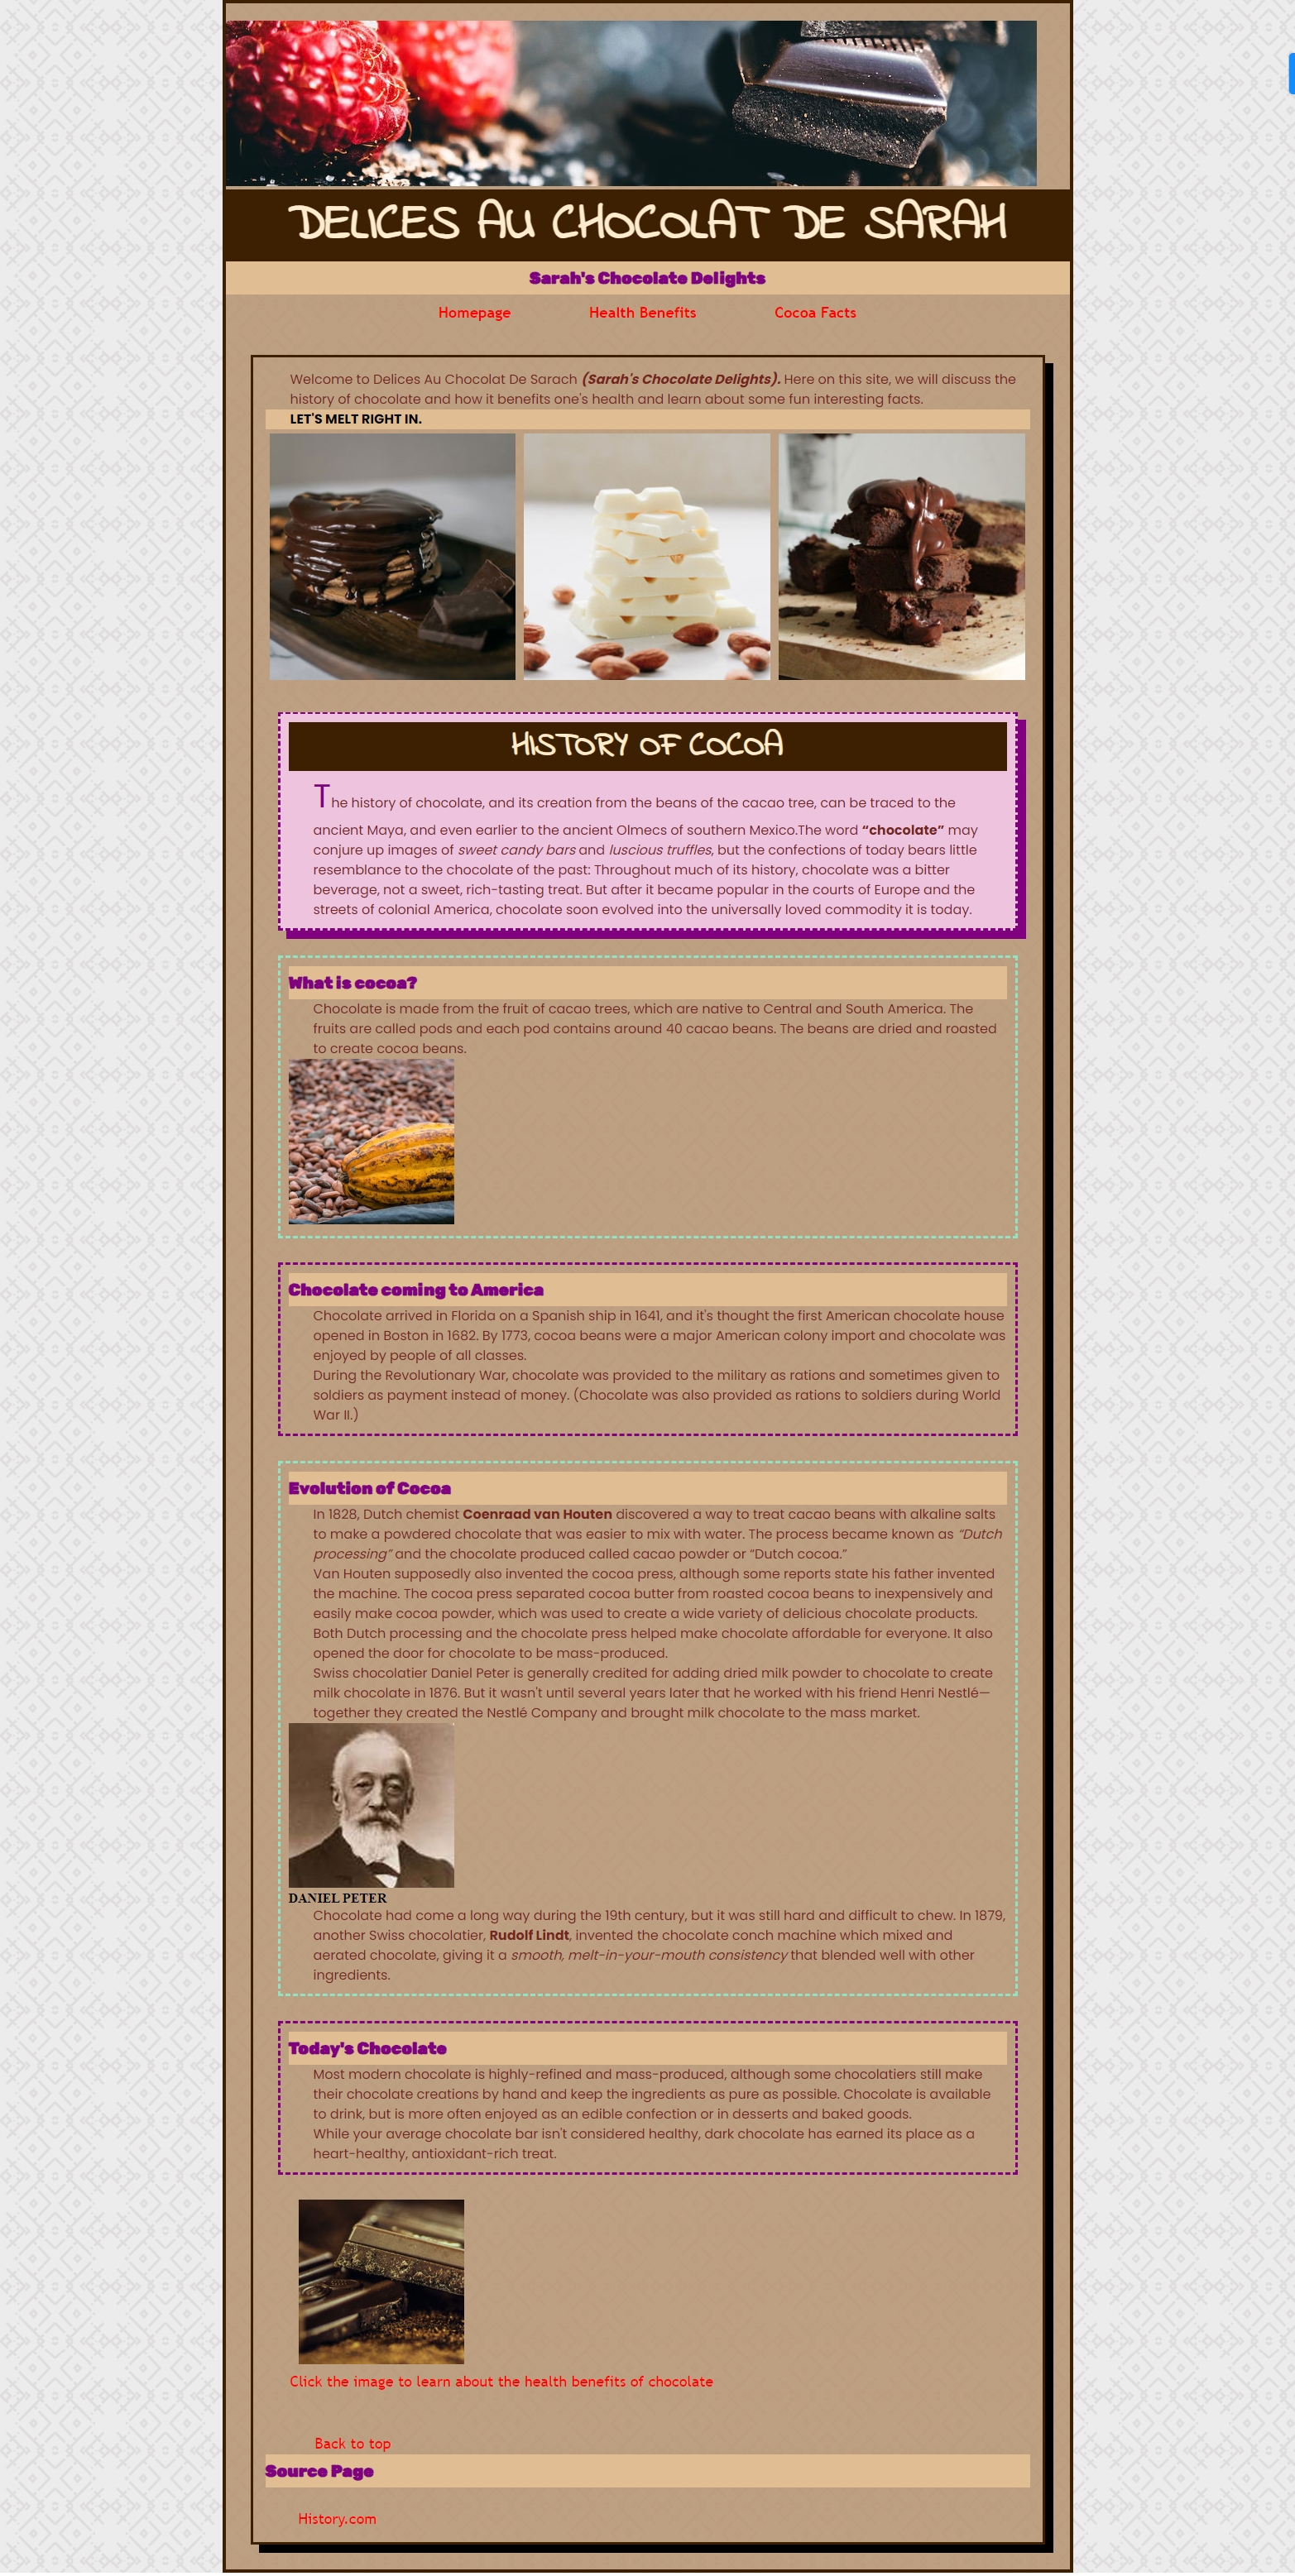 DELICES AU CHOCOLAT DE SARAH
Sarah's Chocolate Delights
Homepage Health Benefits Cocoa Facts
Welcome to Delices Au Chocolat De Sarach (Sarah's Chocolate Delights). Here on this site, we will discuss the
history of chocolate and how it benefits one's health and learn about some fun interesting facts.
LET'S MELT RIGHT IN.
HISTORY OF COCOA
The history of chocolate, and its creation from the beans of the cacao tree, can be traced to the
ancient Maya, and even earlier to the ancient Olmecs of southern Mexico.The word “chocolate” may
conjure up images of sweet candy bars and luscious truffles, but the confections of today bears little
resemblance to the chocolate of the past: Throughout much of its history, chocolate was a bitter
beverage, not a sweet, rich-tasting treat. But after it became popular in the courts of Europe and the
streets of colonial America, chocolate soon evolved into the universally loved commodity it is today.
What is cocoa?
Chocolate is made from the fruit of cacao trees, which are native to Central and South America. The
fruits are called pods and each pod contains around 40 cacao beans. The beans are dried and roasted
to create cocoa beans.
Chocolate coming to America
Chocolate arrived in Florida on a Spanish ship in 1641, and it's thought the first American chocolate house
opened in Boston in 1682. By 1773, cocoa beans were a major American colony import and chocolate was
enjoyed by people of all classes.
During the Revolutionary War, chocolate was provided to the military as rations and sometimes given to
soldiers as payment instead of money. (Chocolate was also provided as rations to soldiers during World
War II.)
Evolution of Cocoa
In 1828, Dutch chemist Coenraad van Houten discovered a way to treat cacao beans with alkaline salts
to make a powdered chocolate that was easier to mix with water. The process became known as “Dutch
processing” and the chocolate produced called cacao powder or “Dutch cocoa.”
Van Houten supposedly also invented the cocoa press, although some reports state his father invented
the machine. The cocoa press separated cocoa butter from roasted cocoa beans to inexpensively and
easily make cocoa powder, which was used to create a wide variety of delicious chocolate products.
Both Dutch processing and the chocolate press helped make chocolate affordable for everyone. It also
opened the door for chocolate to be mass-produced.
Swiss chocolatier Daniel Peter is generally credited for adding dried milk powder to chocolate to create
milk chocolate in 1876. But it wasn't until several years later that he worked with his friend Henri Nestlé—
together they created the Nestlé Company and brought milk chocolate to the mass market.
DANIEL PETER
Chocolate had come a long way during the 19th century, but it was still hard and difficult to chew. In 1879,
another Swiss chocolatier, Rudolf Lindt, invented the chocolate conch machine which mixed and
aerated chocolate, giving it a smooth, melt-in-your-mouth consistency that blended well with other
ingredients.
Today's Chocolate
Most modern chocolate is highly-refined and mass-produced, although some chocolatiers still make
their chocolate creations by hand and keep the ingredients as pure as possible. Chocolate is available
to drink, but is more often enjoyed as an edible confection or in desserts and baked goods.
While your average chocolate bar isn't considered healthy, dark chocolate has earned its place as a
heart-healthy, antioxidant-rich treat.
Click the image to learn about the health benefits of chocolate
Back to top
Source Page
History.com